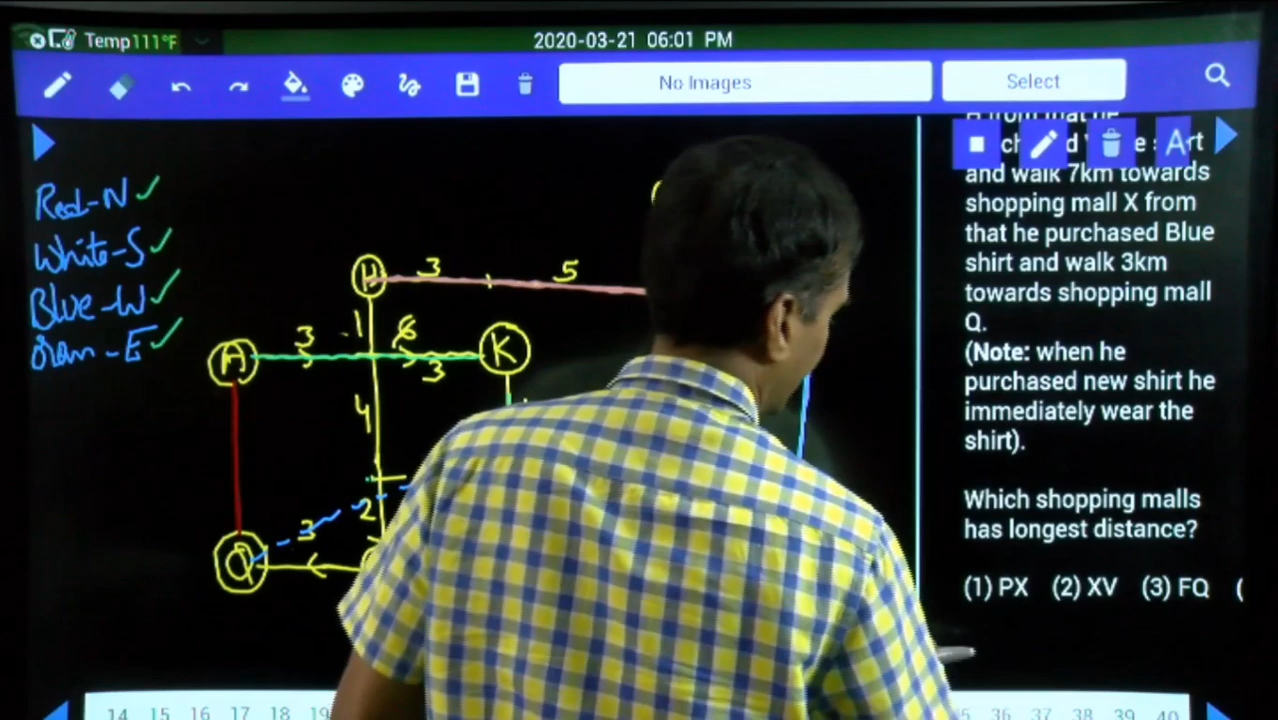 Temp111°F
2020-03-21 06:01 PM
No Images
Select
A
Red-N ✓
White-S ✓
Blue-W ✓
E ✓
H 3 5
1
A 3 6 K
3
4
2
3
Q
and walk 7km towards
shopping mall X from
that he purchased Blue
shirt and walk 3km
towards shopping mall
Q.
(Note: when he
purchased new shirt he
immediately wear the
shirt).
Which shopping malls
has longest distance?
(1) PX (2) XV (3) FQ (
14 15 16 17 18 19 35 36 37 38 39 40